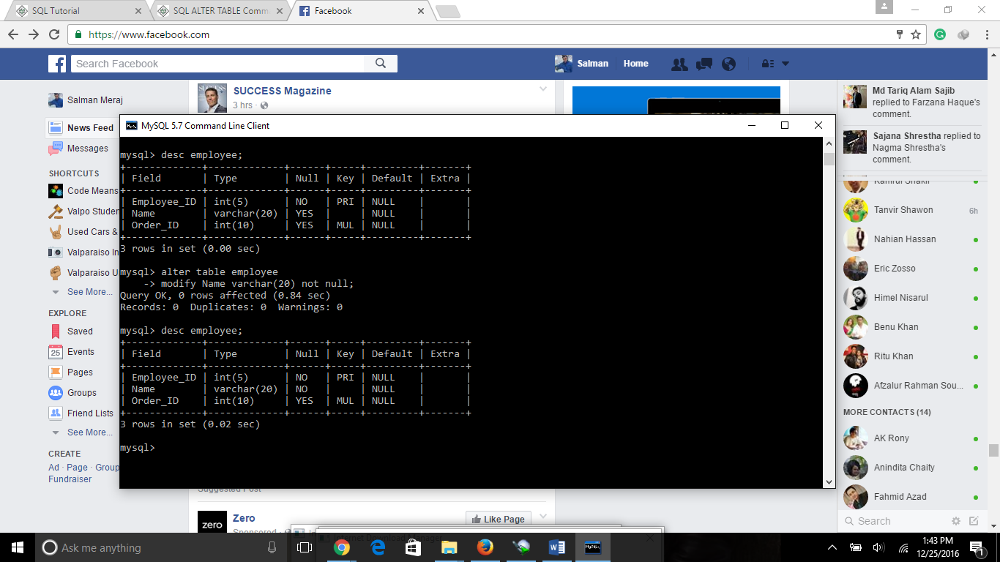 SQL Tutorial
SQL ALTER TABLE Comm
Facebook
https://www.facebook.com
Search Facebook
Salman
Home
Salman Meraj
News Feed
Messages
SHORTCUTS
Code Means
Valpo Studen
Used Cars &
Valparaiso In
Valparaiso U
See More...
EXPLORE
Saved
25
Events
Pages
Groups
Friend Lists
See More...
CREATE
Ad · Page · Group
Fundraiser
SUCCESS
SUCCESS Magazine
3 hrs ·
MySQL 5.7 Command Line Client
mysql> desc employee;
+-------------+-------------+------+-----+---------+-------+
| Field       | Type        | Null | Key | Default | Extra |
+-------------+-------------+------+-----+---------+-------+
| Employee_ID | int(5)      | NO   | PRI | NULL    |       |
| Name        | varchar(20) | YES  |     | NULL    |       |
| Order_ID    | int(10)     | YES  | MUL | NULL    |       |
+-------------+-------------+------+-----+---------+-------+
3 rows in set (0.00 sec)
mysql> alter table employee
    -> modify Name varchar(20) not null;
Query OK, 0 rows affected (0.84 sec)
Records: 0  Duplicates: 0  Warnings: 0
mysql> desc employee;
+-------------+-------------+------+-----+---------+-------+
| Field       | Type        | Null | Key | Default | Extra |
+-------------+-------------+------+-----+---------+-------+
| Employee_ID | int(5)      | NO   | PRI | NULL    |       |
| Name        | varchar(20) | NO   |     | NULL    |       |
| Order_ID    | int(10)     | YES  | MUL | NULL    |       |
+-------------+-------------+------+-----+---------+-------+
3 rows in set (0.02 sec)
mysql>
Suggested Post
zero
Zero
Sponsored ·
Like Page
Internet Download Manager
Md Tariq Alam Sajib
replied to Farzana Haque's
comment.
Sajana Shrestha replied to
Nagma Shrestha's
comment.
Kamrul Shakil
Tanvir Shawon
6h
Nahian Hassan
Eric Zosso
Himel Nisarul
Benu Khan
Ritu Khan
Afzalur Rahman Sou...
MORE CONTACTS (14)
AK Rony
Anindita Chaity
Fahmid Azad
Search
Ask me anything
1:43 PM
12/25/2016
1